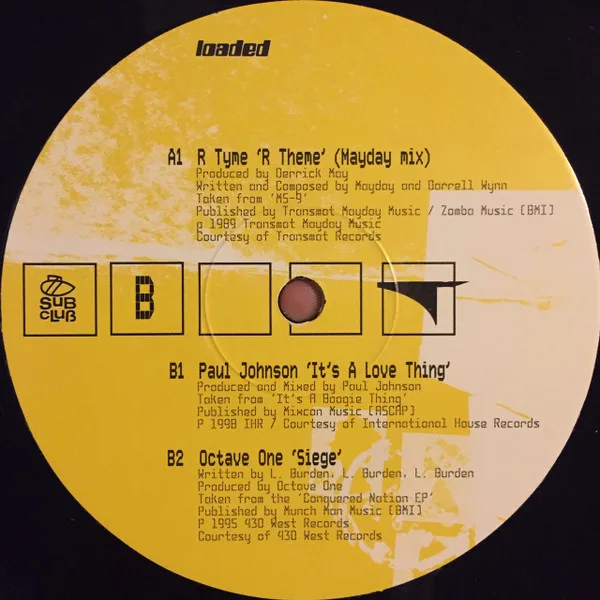 loaded
A1 R Tyme 'R Theme' (Mayday mix)
Produced by Derrick May
Written and Composed by Mayday and Darrell Wynn
Taken from 'MS-9'
Published by Transmat Mayday Music / Zomba Music [BMI]
p 1989 Transmat Mayday Music
Courtesy of Transmat Records
SUB
CLUB
B
B1 Paul Johnson 'It's A Love Thing'
Produced and Mixed by Paul Johnson
Taken from 'It's A Boogie Thing'
Published by Mixcan Music [ASCAP]
P 1998 IHR / Courtesy of International House Records
B2 Octave One 'Siege'
Written by L. Burden, L. Burden, L. Burden
Produced by Octave One
Taken from the 'Conquered Nation EP'
Published by Munch Man Music [BMI]
P 1995 430 West Records
Courtesy of 430 West Records